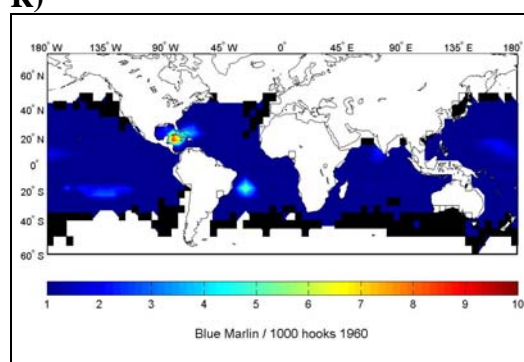 K)
180° W 135° W 90° W 45° W 0° 45° E 90° E 135° E 180° E
60° N
40° N
20° N
0°
20° S
40° S
60° S
1 2 3 4 5 6 7 8 9 10
Blue Marlin / 1000 hooks 1960